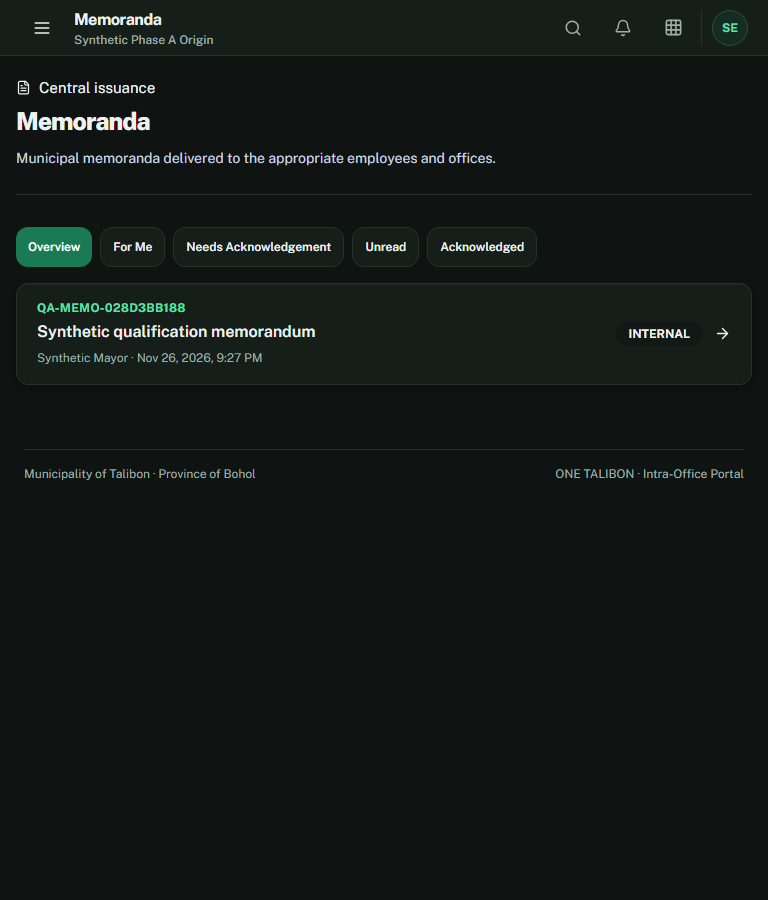 Memoranda
Synthetic Phase A Origin
SE
Central issuance
Memoranda
Municipal memoranda delivered to the appropriate employees and offices.
Overview
For Me
Needs Acknowledgement
Unread
Acknowledged
QA-MEMO-028D3BB188
Synthetic qualification memorandum
Synthetic Mayor · Nov 26, 2026, 9:27 PM
INTERNAL
Municipality of Talibon · Province of Bohol
ONE TALIBON · Intra-Office Portal